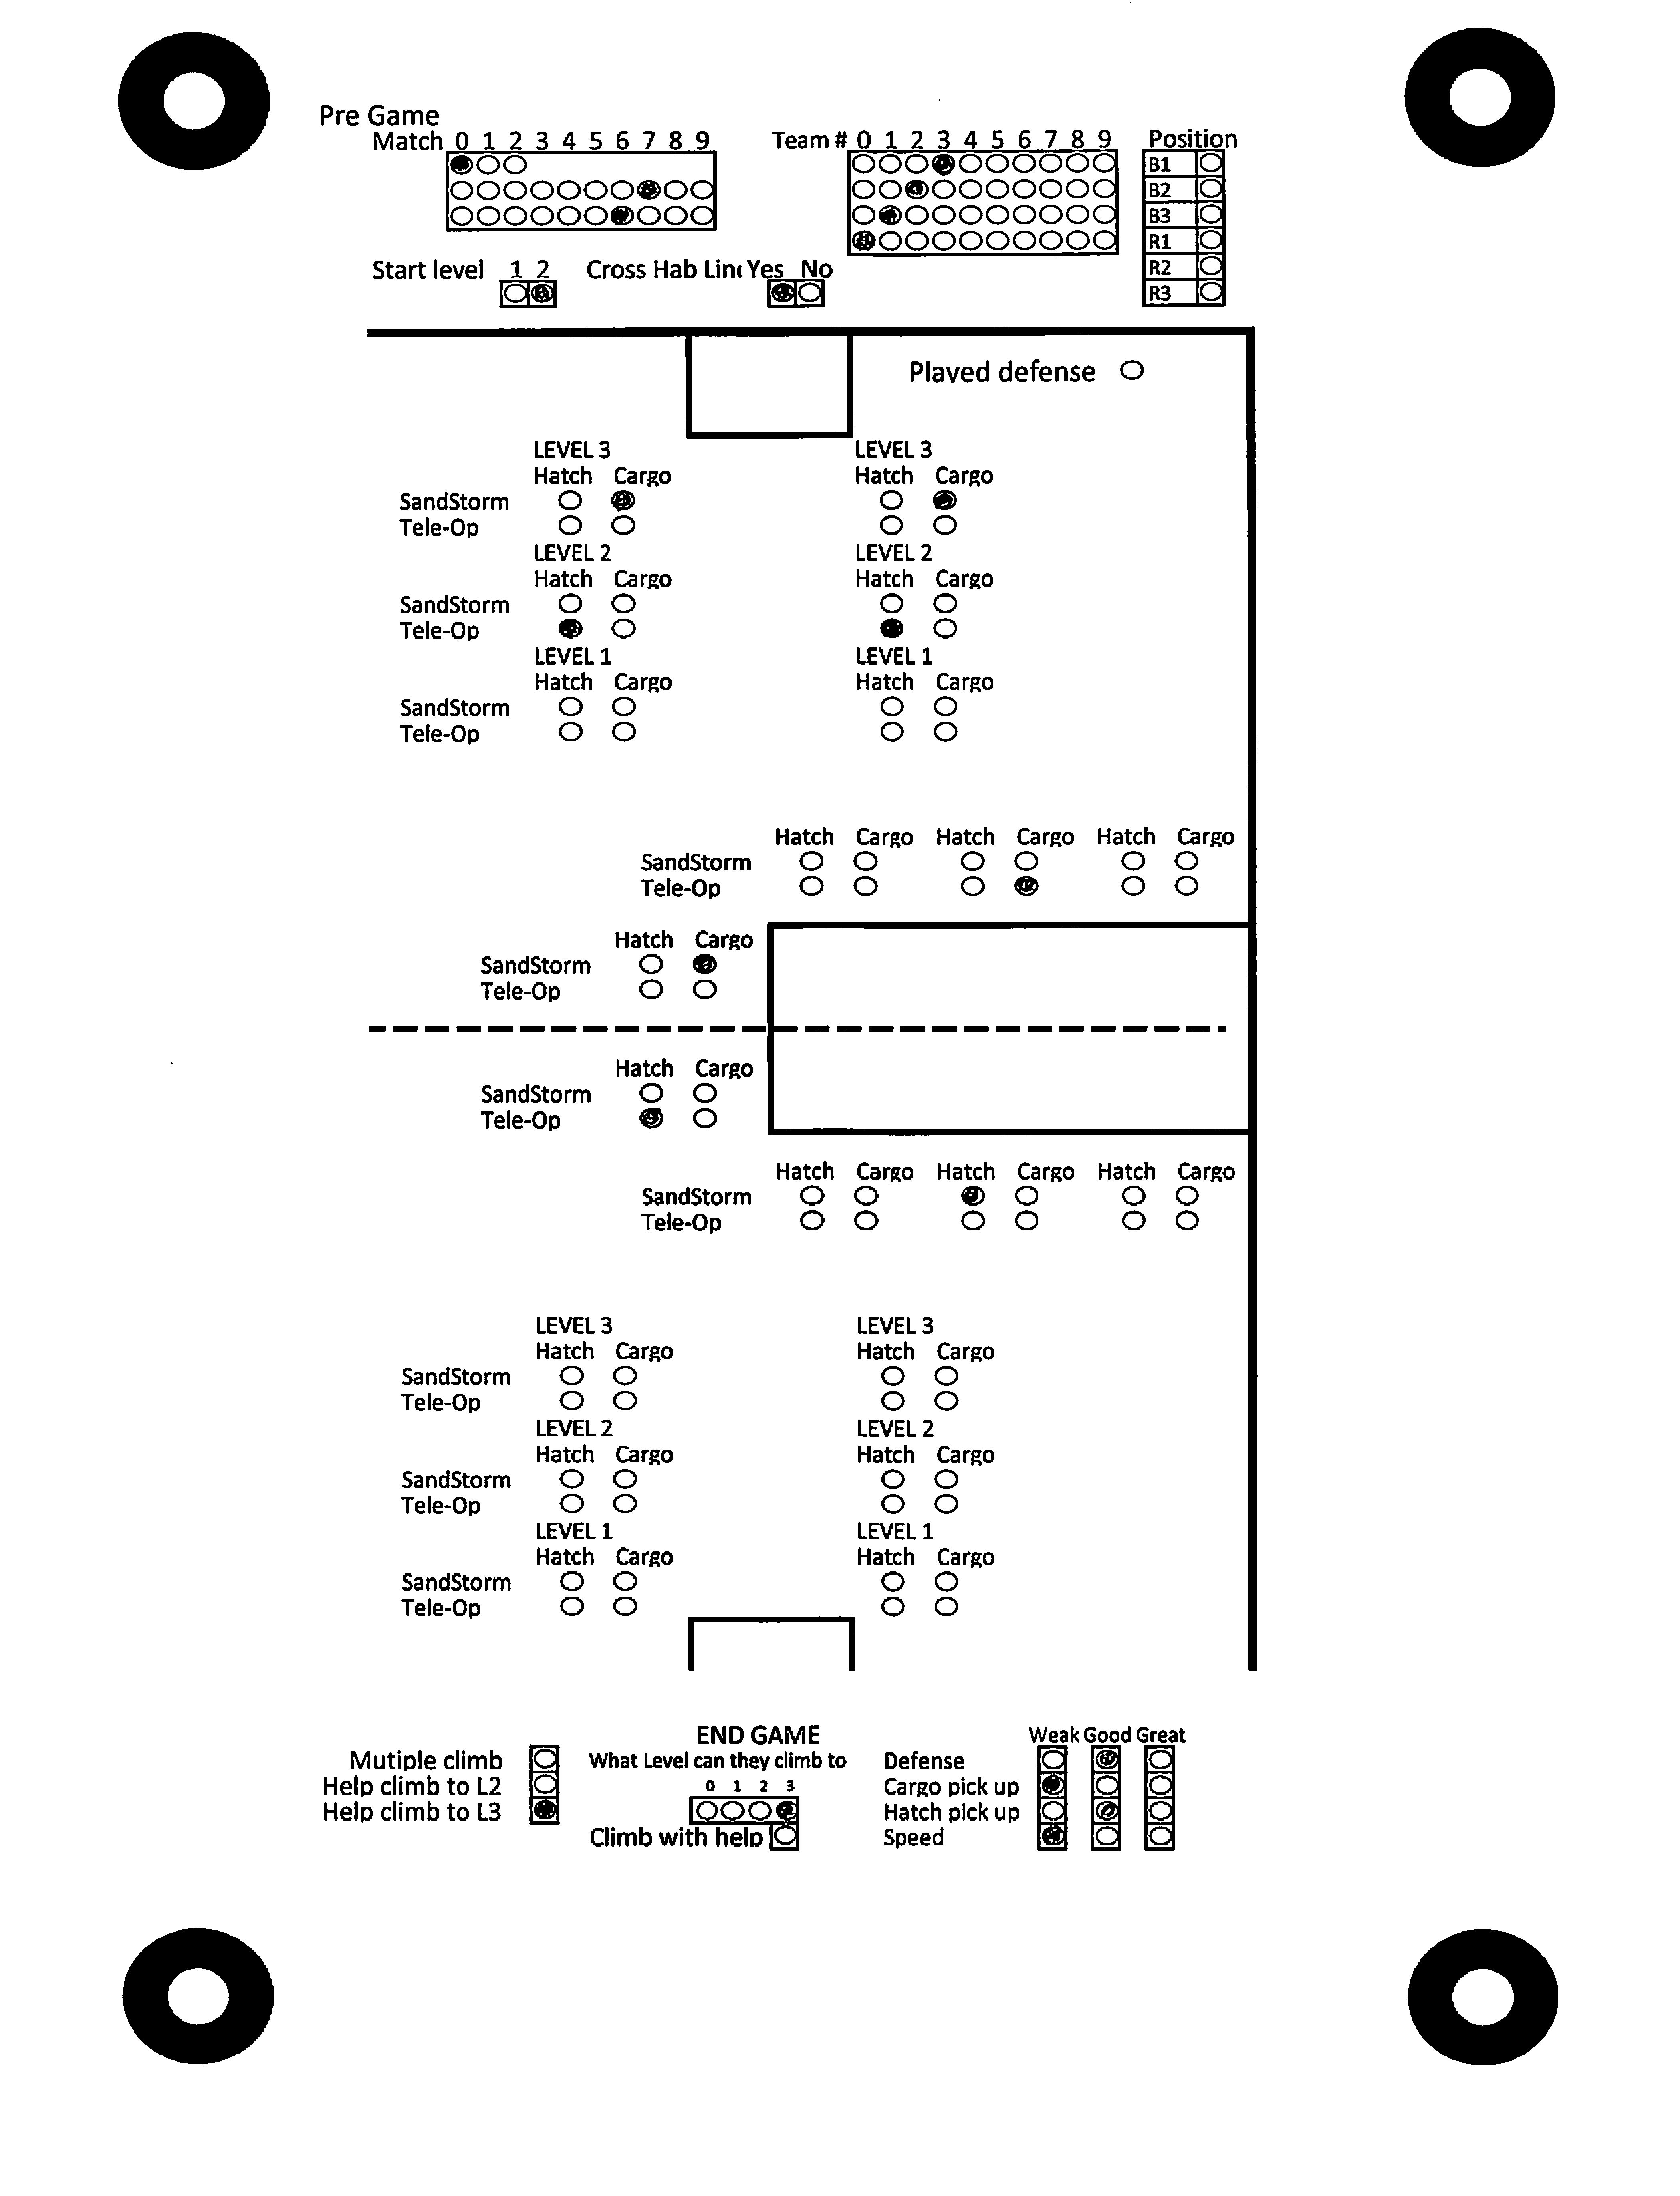 Pre Game
Match 0 1 2 3 4 5 6 7 8 9 Team # 0 1 2 3 4 5 6 7 8 9 Position
B1
B2
B3
R1
R2
R3
Start level 1 2 Cross Hab Line Yes No
Played defense
LEVEL 3 LEVEL 3
Hatch Cargo Hatch Cargo
SandStorm
Tele-Op
LEVEL 2 LEVEL 2
Hatch Cargo Hatch Cargo
SandStorm
Tele-Op
LEVEL 1 LEVEL 1
Hatch Cargo Hatch Cargo
SandStorm
Tele-Op
Hatch Cargo Hatch Cargo Hatch Cargo
SandStorm
Tele-Op
Hatch Cargo
SandStorm
Tele-Op
Hatch Cargo
SandStorm
Tele-Op
Hatch Cargo Hatch Cargo Hatch Cargo
SandStorm
Tele-Op
LEVEL 3 LEVEL 3
Hatch Cargo Hatch Cargo
SandStorm
Tele-Op
LEVEL 2 LEVEL 2
Hatch Cargo Hatch Cargo
SandStorm
Tele-Op
LEVEL 1 LEVEL 1
Hatch Cargo Hatch Cargo
SandStorm
Tele-Op
Mutiple climb
Help climb to L2
Help climb to L3
END GAME
What Level can they climb to
0 1 2 3
Climb with help
Weak Good Great
Defense
Cargo pick up
Hatch pick up
Speed